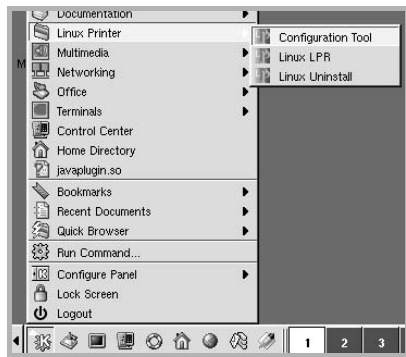 Documentation
Linux Printer
Configuration Tool
M
Multimedia
Linux LPR
Networking
Linux Uninstall
Office
Terminals
Control Center
Home Directory
javaplugin.so
Bookmarks
Recent Documents
Quick Browser
Run Command...
Configure Panel
Lock Screen
Logout
1 2 3